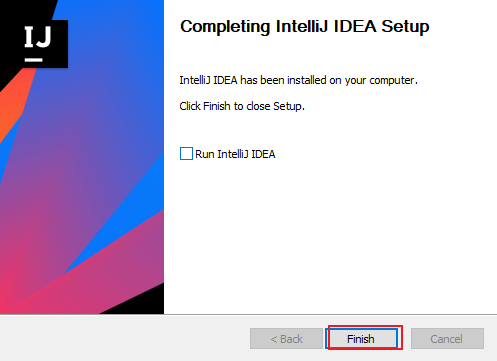 IJ
Completing IntelliJ IDEA Setup
IntelliJ IDEA has been installed on your computer.
Click Finish to close Setup.
Run IntelliJ IDEA
< Back
Finish
Cancel